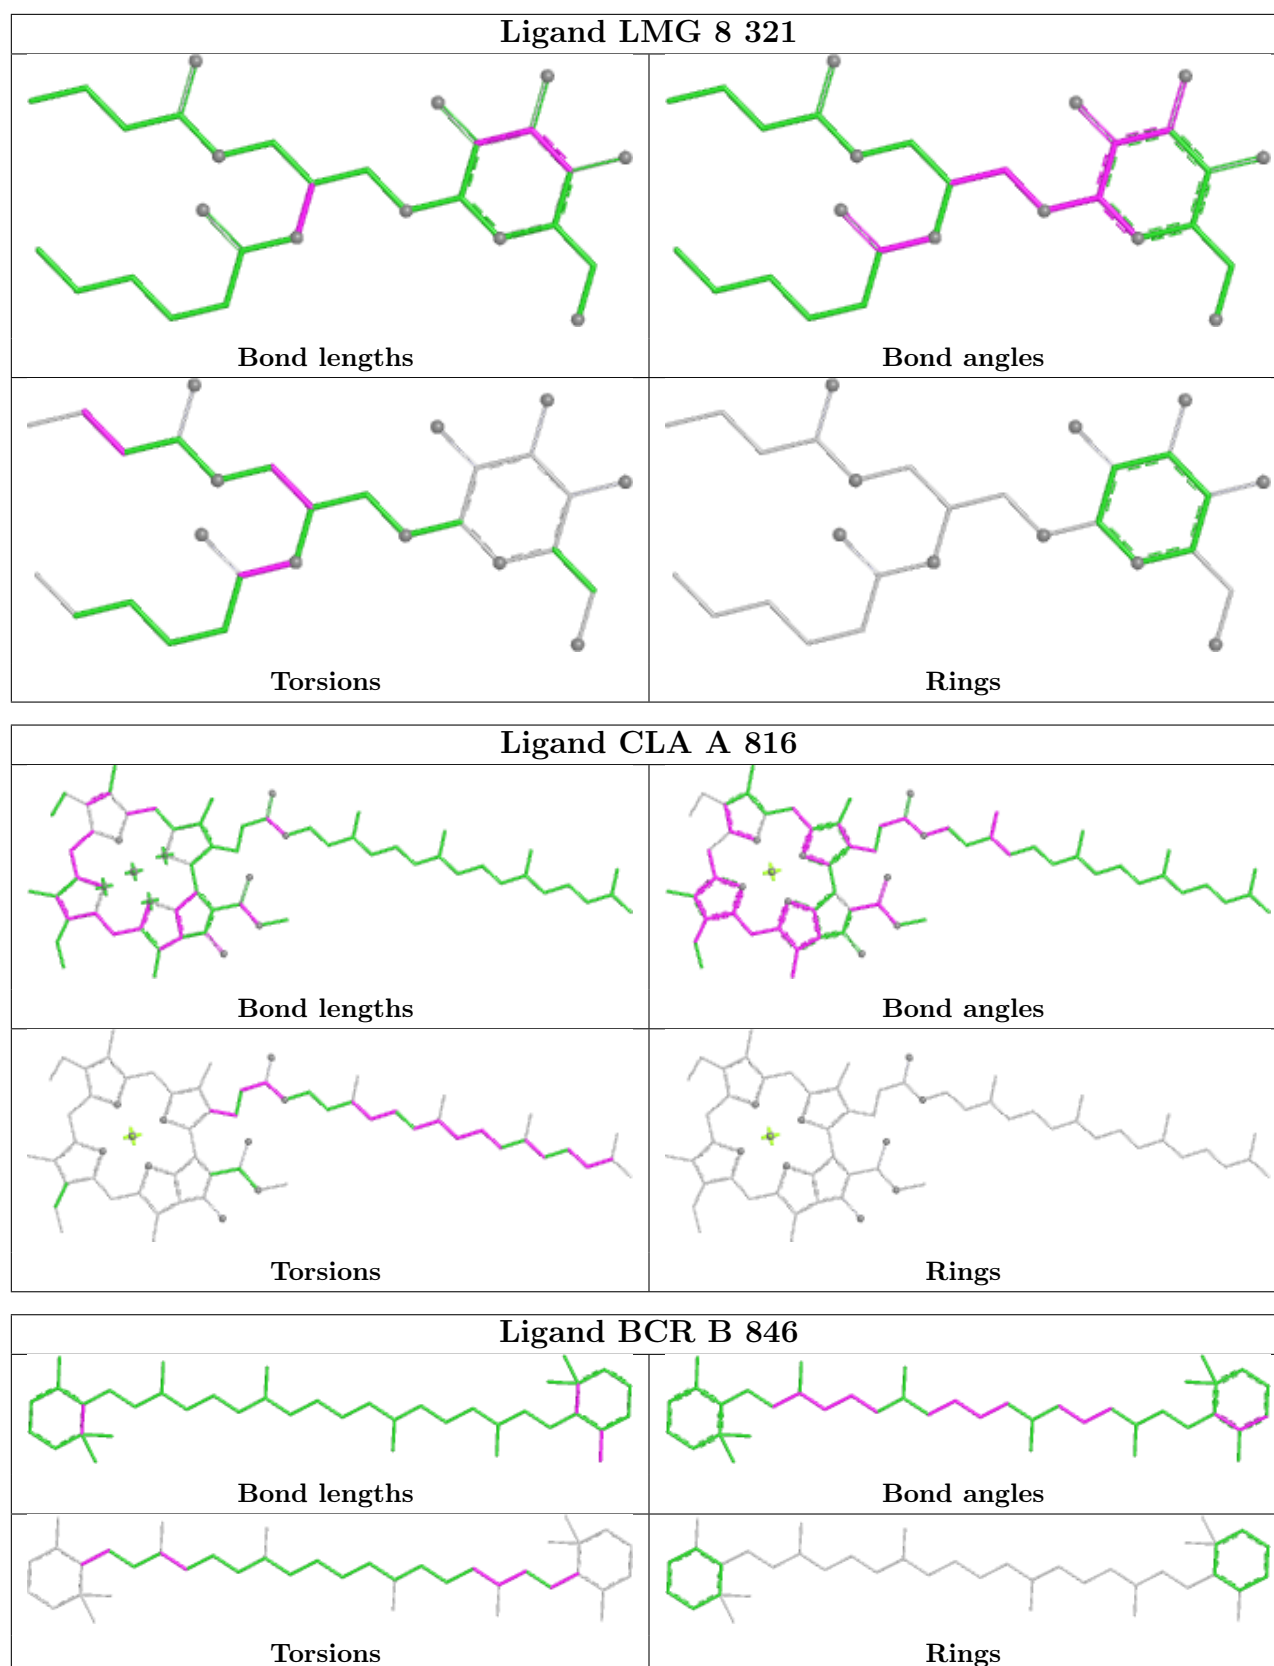 Ligand LMG 8 321
Bond lengths
Bond angles
Torsions
Rings
Ligand CLA A 816
Bond lengths
Bond angles
Torsions
Rings
Ligand BCR B 846
Bond lengths
Bond angles
Torsions
Rings